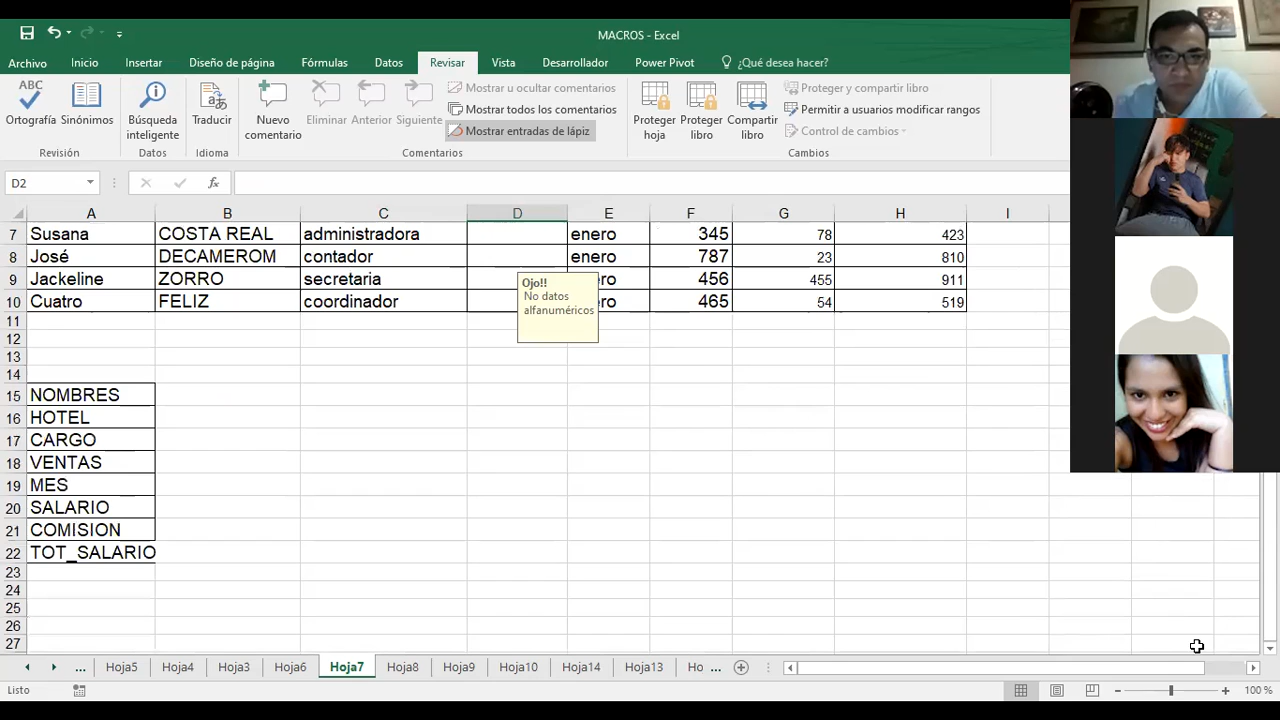 MACROS - Excel
Archivo Inicio Insertar Diseño de página Fórmulas Datos Revisar Vista Desarrollador Power Pivot ¿Qué desea hacer?
ABC
Ortografía
Sinónimos
Búsqueda
inteligente
Traducir
Nuevo
comentario
Eliminar
Anterior
Siguiente
Mostrar u ocultar comentarios
Mostrar todos los comentarios
Mostrar entradas de lápiz
Proteger
hoja
Proteger
libro
Compartir
libro
Proteger y compartir libro
Permitir a usuarios modificar rangos
Control de cambios
Revisión Datos Idioma Comentarios Cambios
D2 fx
A B C D E F G H I
7 Susana COSTA REAL administradora enero 345 78 423
8 José DECAMEROM contador enero 787 23 810
9 Jackeline ZORRO secretaria ero 456 455 911
10 Cuatro FELIZ coordinador ero 465 54 519
Ojo!!
No datos
alfanuméricos
11
12
13
14
15 NOMBRES
16 HOTEL
17 CARGO
18 VENTAS
19 MES
20 SALARIO
21 COMISION
22 TOT_SALARIO
23
24
25
26
27
... Hoja5 Hoja4 Hoja3 Hoja6 Hoja7 Hoja8 Hoja9 Hoja10 Hoja14 Hoja13 Ho ...
Listo 100 %